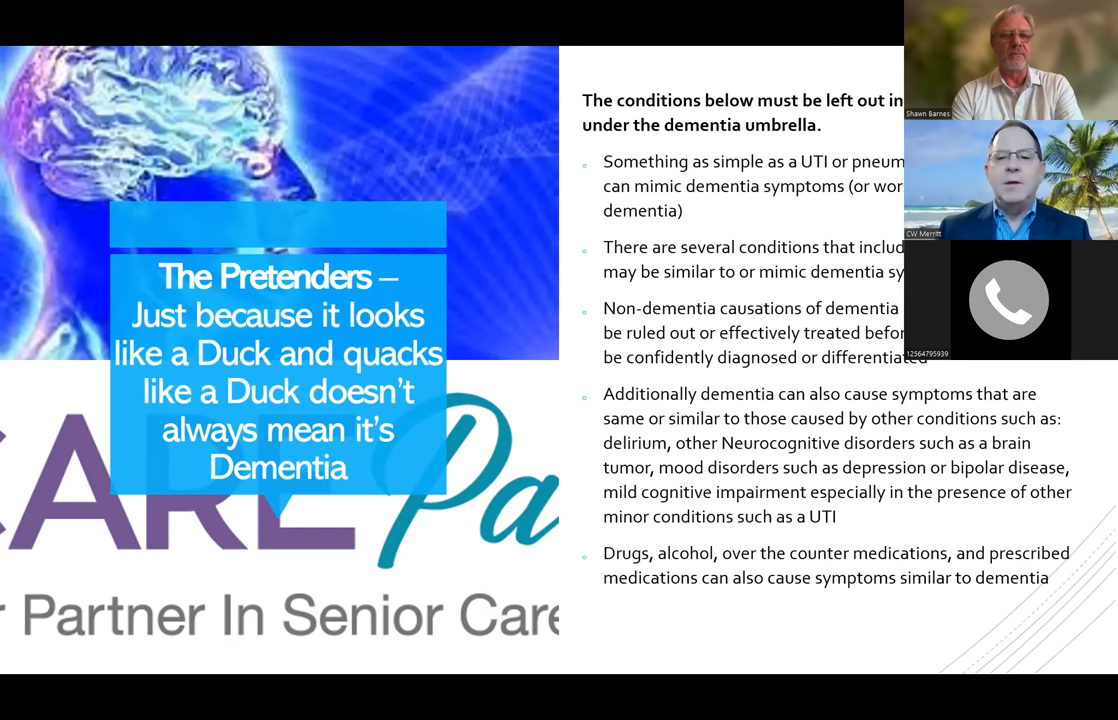 The Pretenders –
Just because it looks
like a Duck and quacks
like a Duck doesn't
always mean it's
Dementia
CARE Pa
r Partner In Senior Care
The conditions below must be left out in
under the dementia umbrella.
Something as simple as a UTI or pneum
can mimic dementia symptoms (or wor
dementia)
There are several conditions that includ
may be similar to or mimic dementia sy
Non-dementia causations of dementia
be ruled out or effectively treated befor
be confidently diagnosed or differentiated
Additionally dementia can also cause symptoms that are
same or similar to those caused by other conditions such as:
delirium, other Neurocognitive disorders such as a brain
tumor, mood disorders such as depression or bipolar disease,
mild cognitive impairment especially in the presence of other
minor conditions such as a UTI
Drugs, alcohol, over the counter medications, and prescribed
medications can also cause symptoms similar to dementia
Shawn Barnes
CW Merritt
12564795939